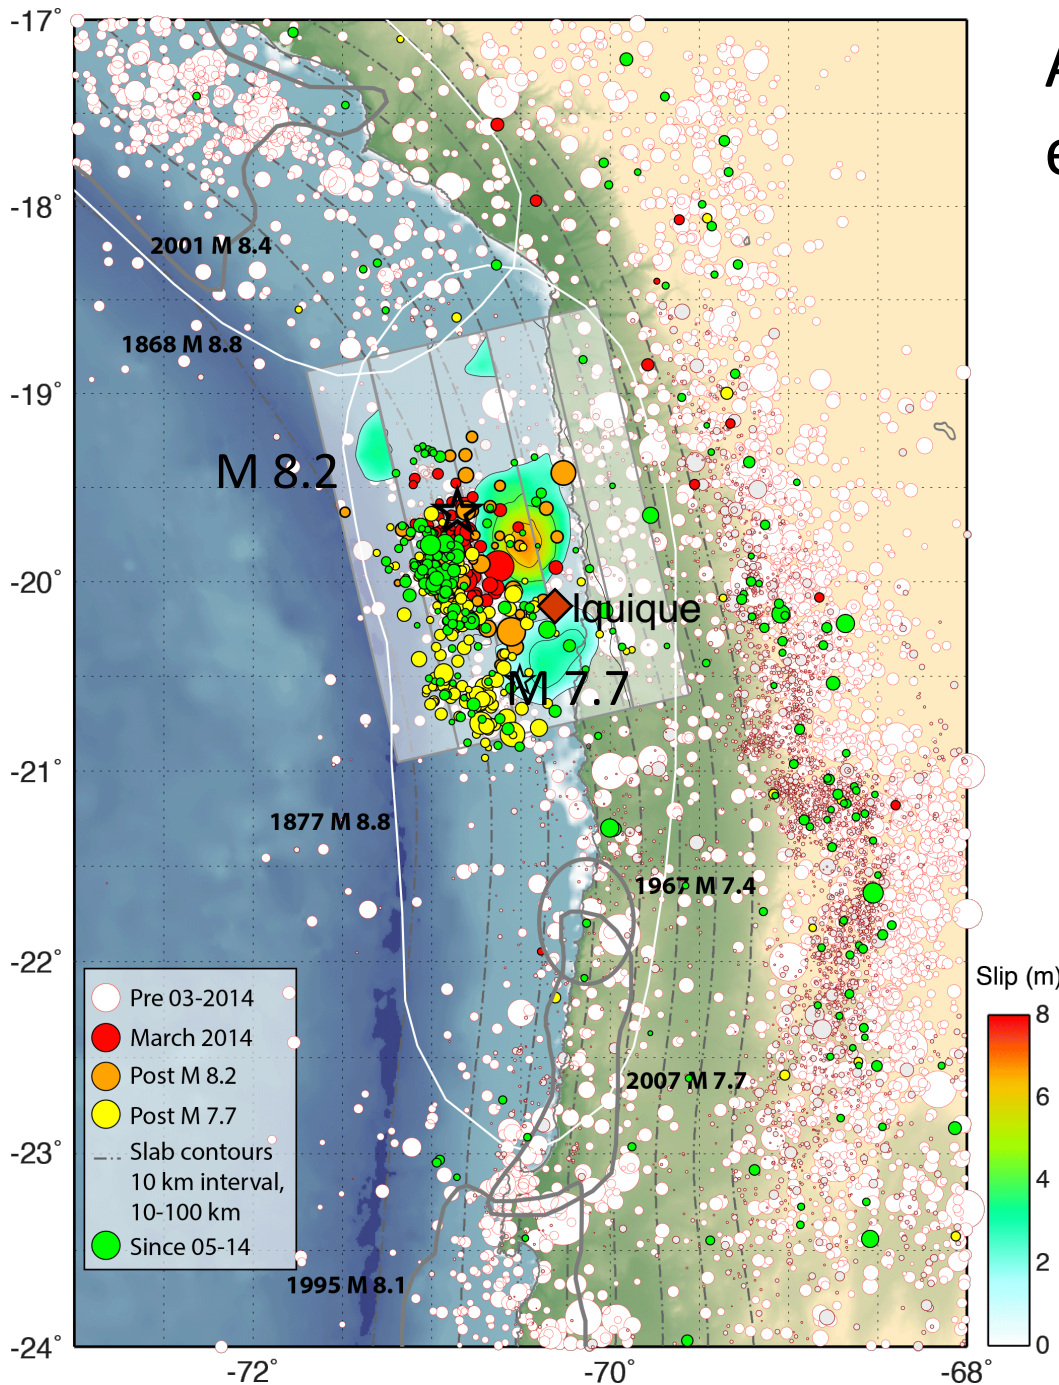 A
e
-17°
-18°
-19°
-20°
-21°
-22°
-23°
-24°
-72°
-70°
-68°
2001 M 8.4
1868 M 8.8
M 8.2
Iquique
M 7.7
1877 M 8.8
1967 M 7.4
2007 M 7.7
1995 M 8.1
Pre 03-2014
March 2014
Post M 8.2
Post M 7.7
Slab contours
10 km interval,
10-100 km
Since 05-14
Slip (m)
8
6
4
2
0